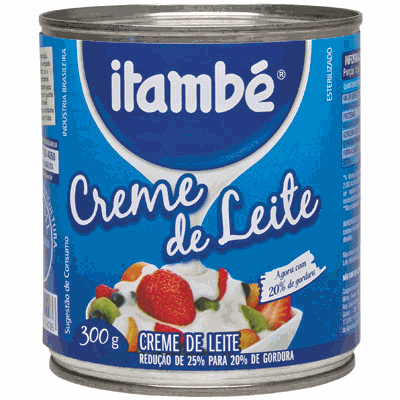 itambé®
INDÚSTRIA BRASILEIRA
ESTERILIZADO
Creme
de Leite
Agora com
20% de gordura
Sugestão de Consumo
300g
CREME DE LEITE
REDUÇÃO DE 25% PARA 20% DE GORDURA